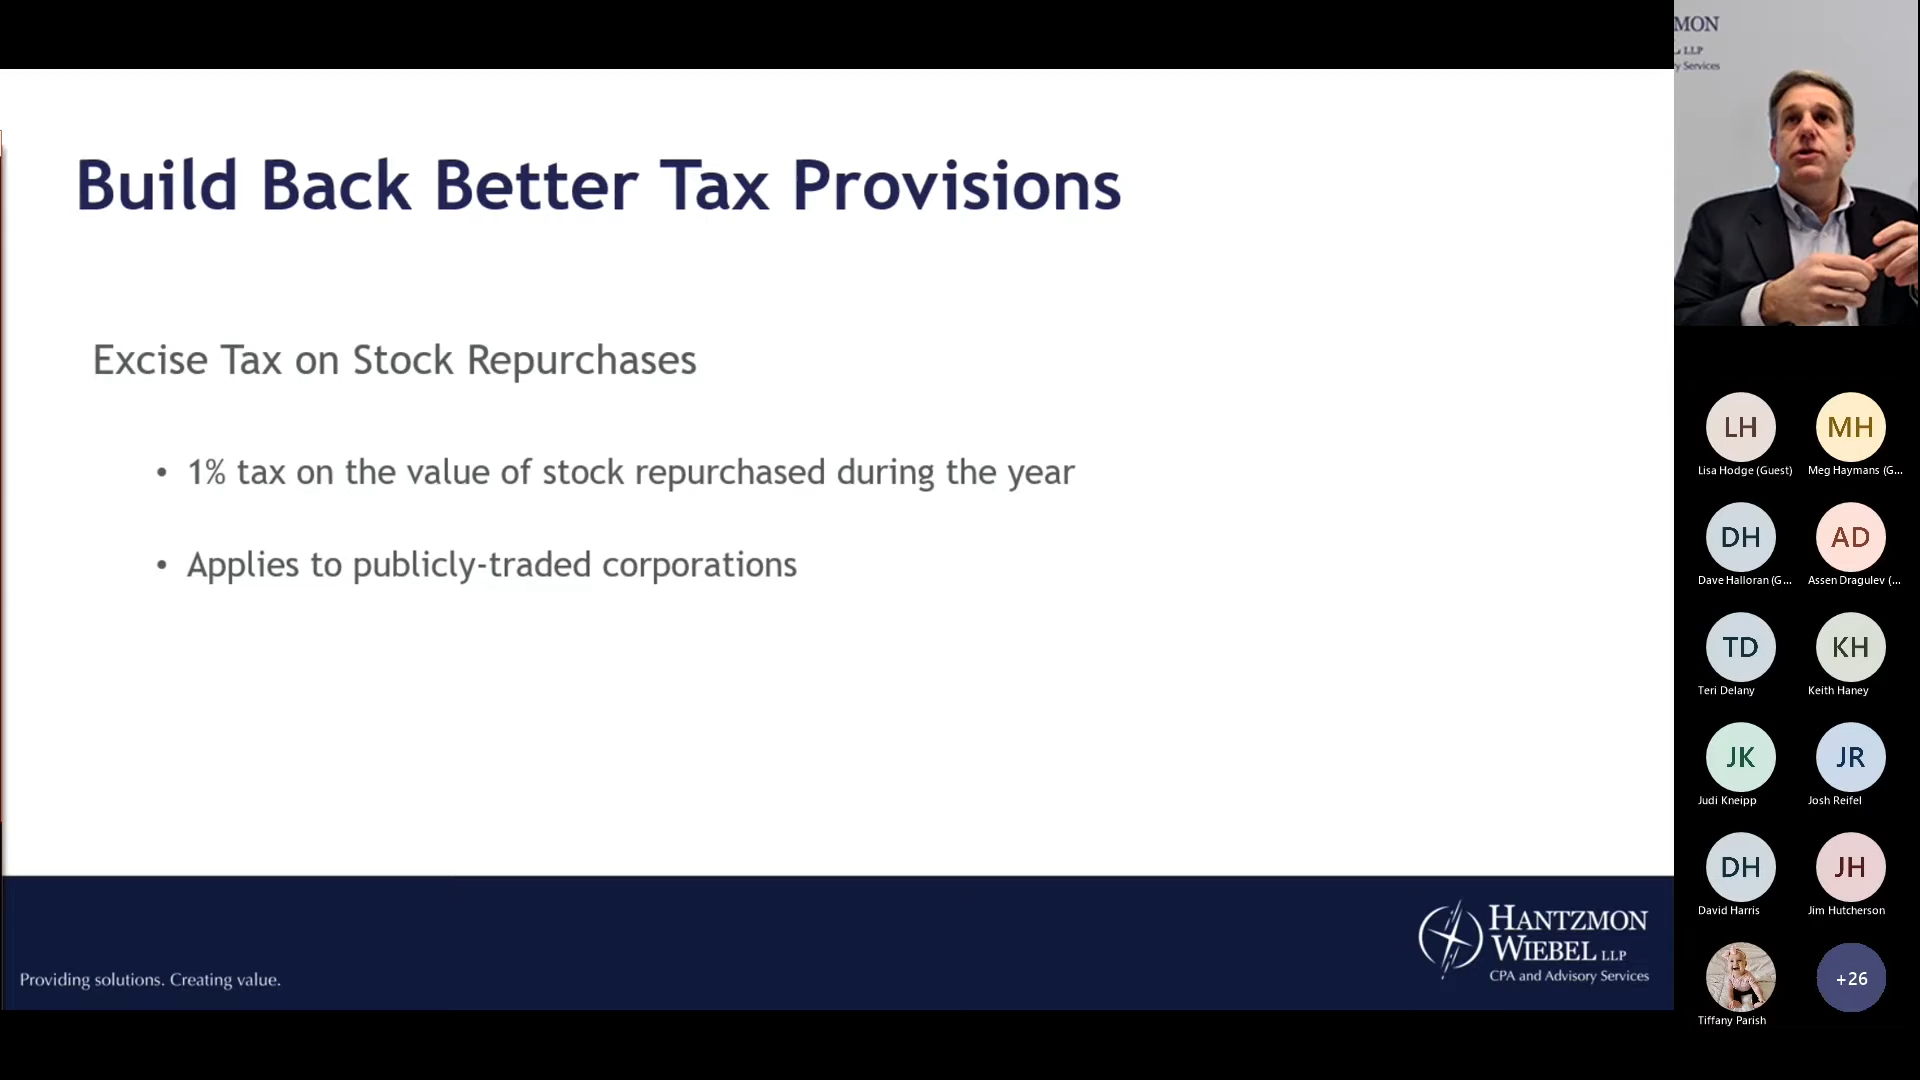 Build Back Better Tax Provisions
Excise Tax on Stock Repurchases
• 1% tax on the value of stock repurchased during the year
• Applies to publicly-traded corporations
Providing solutions. Creating value.
HANTZMON
WIEBEL LLP
CPA and Advisory Services
MON
LLP
Services
LH
Lisa Hodge (Guest)
MH
Meg Haymans (G...
DH
Dave Halloran (G...
AD
Assen Dragulev (...
TD
Teri Delany
KH
Keith Haney
JK
Judi Kneipp
JR
Josh Reifel
DH
David Harris
JH
Jim Hutcherson
Tiffany Parish
+26